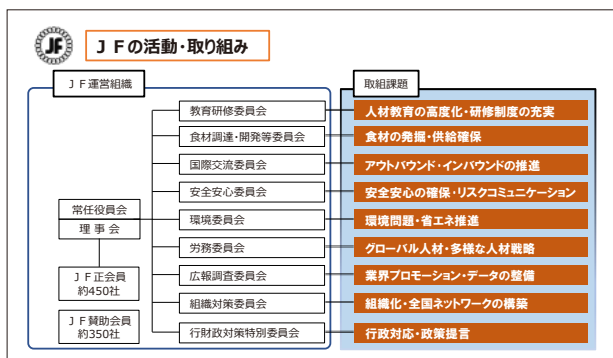 JF
ＪＦの活動・取り組み
ＪＦ運営組織
取組課題
教育研修委員会
人材教育の高度化・研修制度の充実
食材調達・開発等委員会
食材の発掘・供給確保
国際交流委員会
アウトバウンド・インバウンドの推進
安全安心委員会
安全安心の確保・リスクコミュニケーション
常任役員会
理事会
環境委員会
環境問題・省エネ推進
労務委員会
グローバル人材・多様な人材戦略
JF正会員
約450社
広報調査委員会
業界プロモーション・データの整備
組織対策委員会
組織化・全国ネットワークの構築
JF賛助会員
約350社
行財政対策特別委員会
行政対応・政策提言